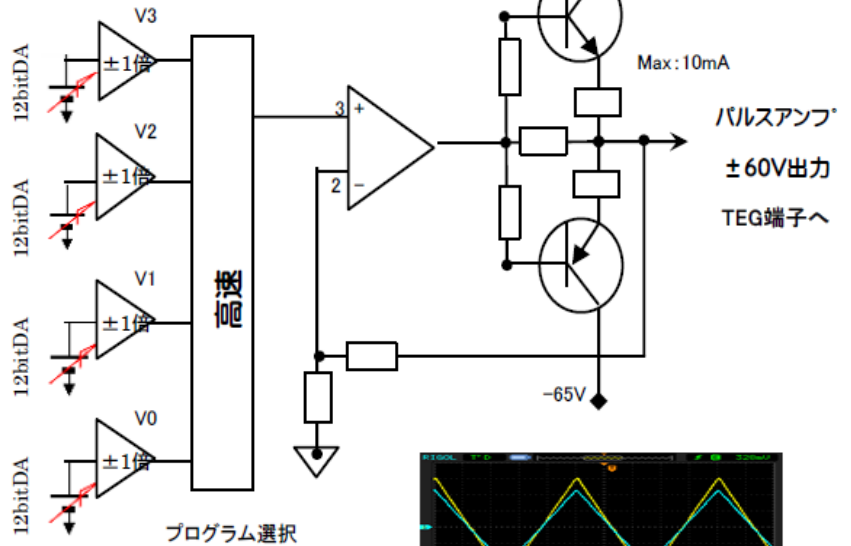 V3
12bitDA
±1倍
V2
12bitDA
±1倍
V1
12bitDA
±1倍
V0
12bitDA
±1倍
高速
プログラム選択
3
+
2
−
Max:10mA
パルスアンプ
±60V出力
TEG端子へ
-65V
RIGOL
T'D
320mV